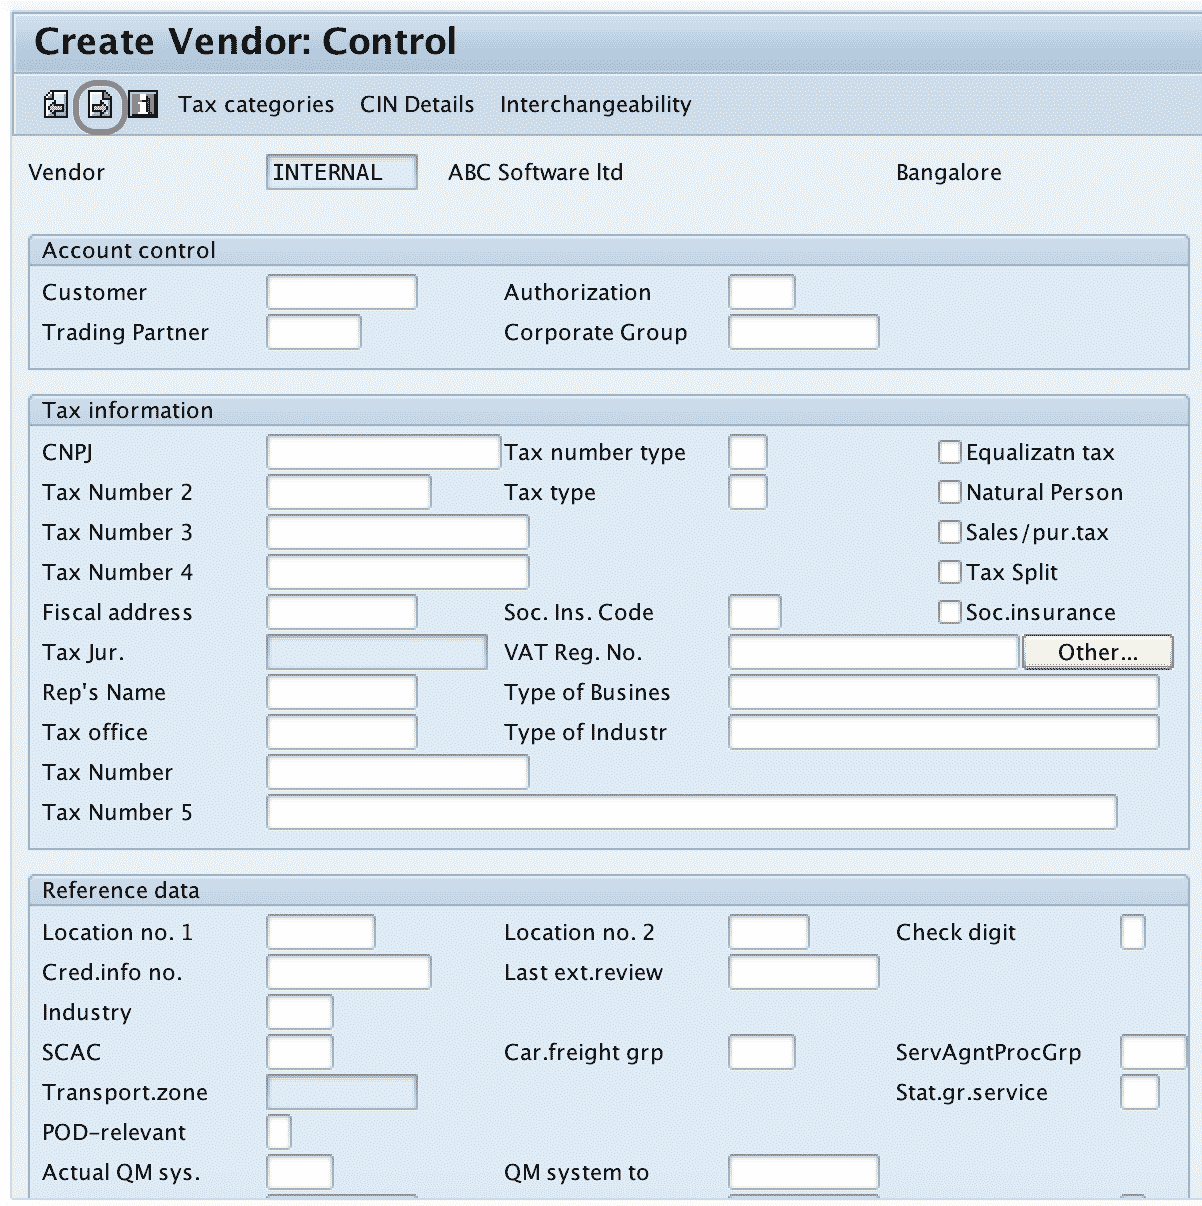 Create Vendor: Control
Tax categories CIN Details Interchangeability
Vendor INTERNAL ABC Software ltd Bangalore
Account control
Customer Authorization
Trading Partner Corporate Group
Tax information
CNPJ Tax number type Equalizatn tax
Tax Number 2 Tax type Natural Person
Tax Number 3 Sales/pur.tax
Tax Number 4 Tax Split
Fiscal address Soc. Ins. Code Soc.insurance
Tax Jur. VAT Reg. No. Other...
Rep's Name Type of Busines
Tax office Type of Industr
Tax Number
Tax Number 5
Reference data
Location no. 1 Location no. 2 Check digit
Cred.info no. Last ext.review
Industry
SCAC Car.freight grp ServAgntProcGrp
Transport.zone Stat.gr.service
POD-relevant
Actual QM sys. QM system to